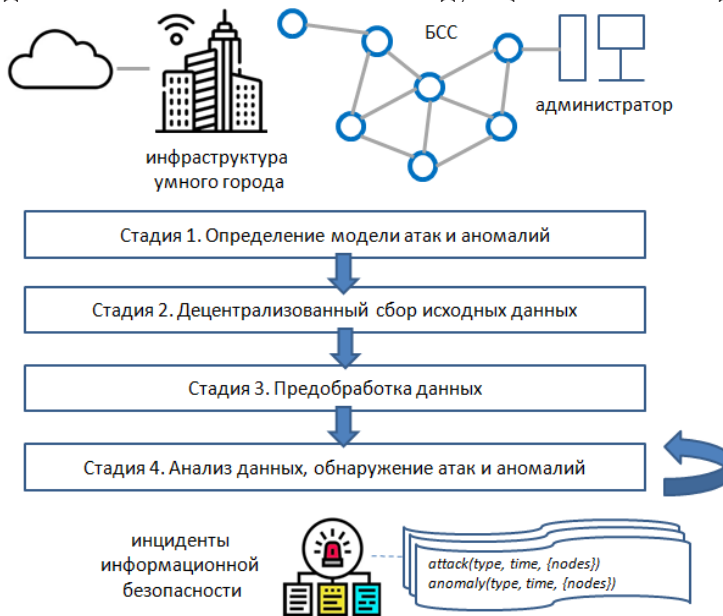 БСС
администратор
инфраструктура
умного города
Стадия 1. Определение модели атак и аномалий
Стадия 2. Децентрализованный сбор исходных данных
Стадия 3. Предобработка данных
Стадия 4. Анализ данных, обнаружение атак и аномалий
инциденты
информационной
безопасности
attack(type, time, {nodes})
anomaly(type, time, {nodes})